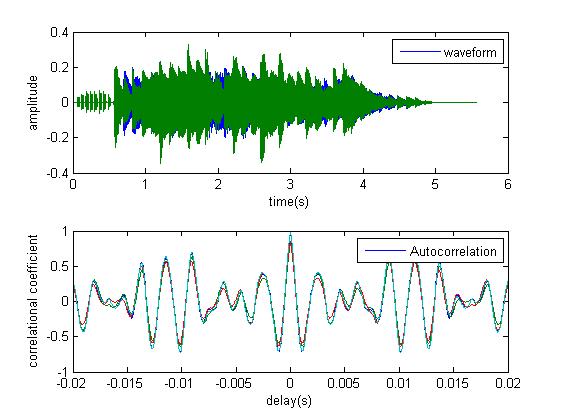 0.4
0.2
0
-0.2
-0.4
amplitude
waveform
0 1 2 3 4 5 6
time(s)
1
0.5
0
-0.5
-1
correlational coefficient
Autocorrelation
-0.02 -0.015 -0.01 -0.005 0 0.005 0.01 0.015 0.02
delay(s)